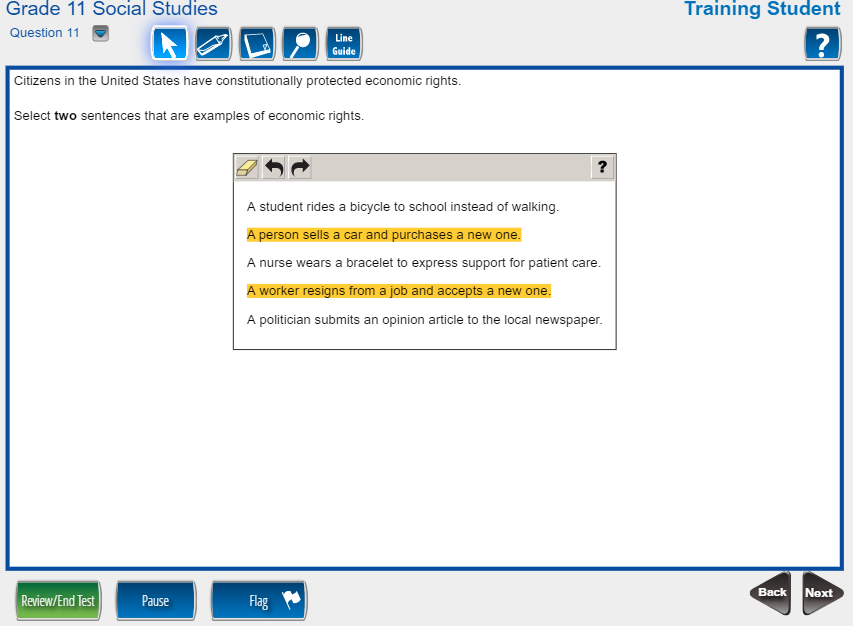 Grade 11 Social Studies
Training Student
Question 11
Line
Guide
?
Citizens in the United States have constitutionally protected economic rights.
Select two sentences that are examples of economic rights.
?
A student rides a bicycle to school instead of walking.
A person sells a car and purchases a new one.
A nurse wears a bracelet to express support for patient care.
A worker resigns from a job and accepts a new one.
A politician submits an opinion article to the local newspaper.
Review/End Test
Pause
Flag
Back
Next